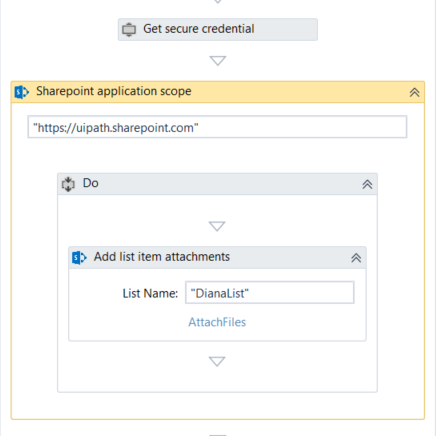 Get secure credential
Sharepoint application scope
"https://uipath.sharepoint.com"
Do
Add list item attachments
List Name: "DianaList"
AttachFiles